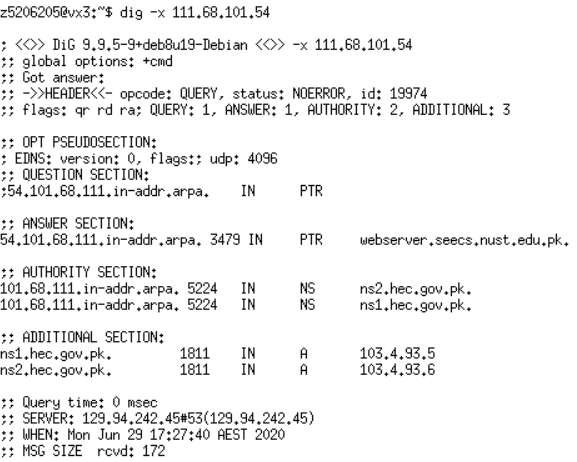 z5206205@vx3:~$ dig -x 111.68.101.54
; <<>> DiG 9.9.5-9+deb8u19-Debian <<>> -x 111.68.101.54
;; global options: +cmd
;; Got answer:
;; ->>HEADER<<- opcode: QUERY, status: NOERROR, id: 19974
;; flags: qr rd ra; QUERY: 1, ANSWER: 1, AUTHORITY: 2, ADDITIONAL: 3
;; OPT PSEUDOSECTION:
; EDNS: version: 0, flags:; udp: 4096
;; QUESTION SECTION:
;54.101.68.111.in-addr.arpa. IN PTR
;; ANSWER SECTION:
54.101.68.111.in-addr.arpa. 3479 IN PTR webserver.seecs.nust.edu.pk.
;; AUTHORITY SECTION:
101.68.111.in-addr.arpa. 5224 IN NS ns2.hec.gov.pk.
101.68.111.in-addr.arpa. 5224 IN NS ns1.hec.gov.pk.
;; ADDITIONAL SECTION:
ns1.hec.gov.pk. 1811 IN A 103.4.93.5
ns2.hec.gov.pk. 1811 IN A 103.4.93.6
;; Query time: 0 msec
;; SERVER: 129.94.242.45#53(129.94.242.45)
;; WHEN: Mon Jun 29 17:27:40 AEST 2020
;; MSG SIZE rcvd: 172